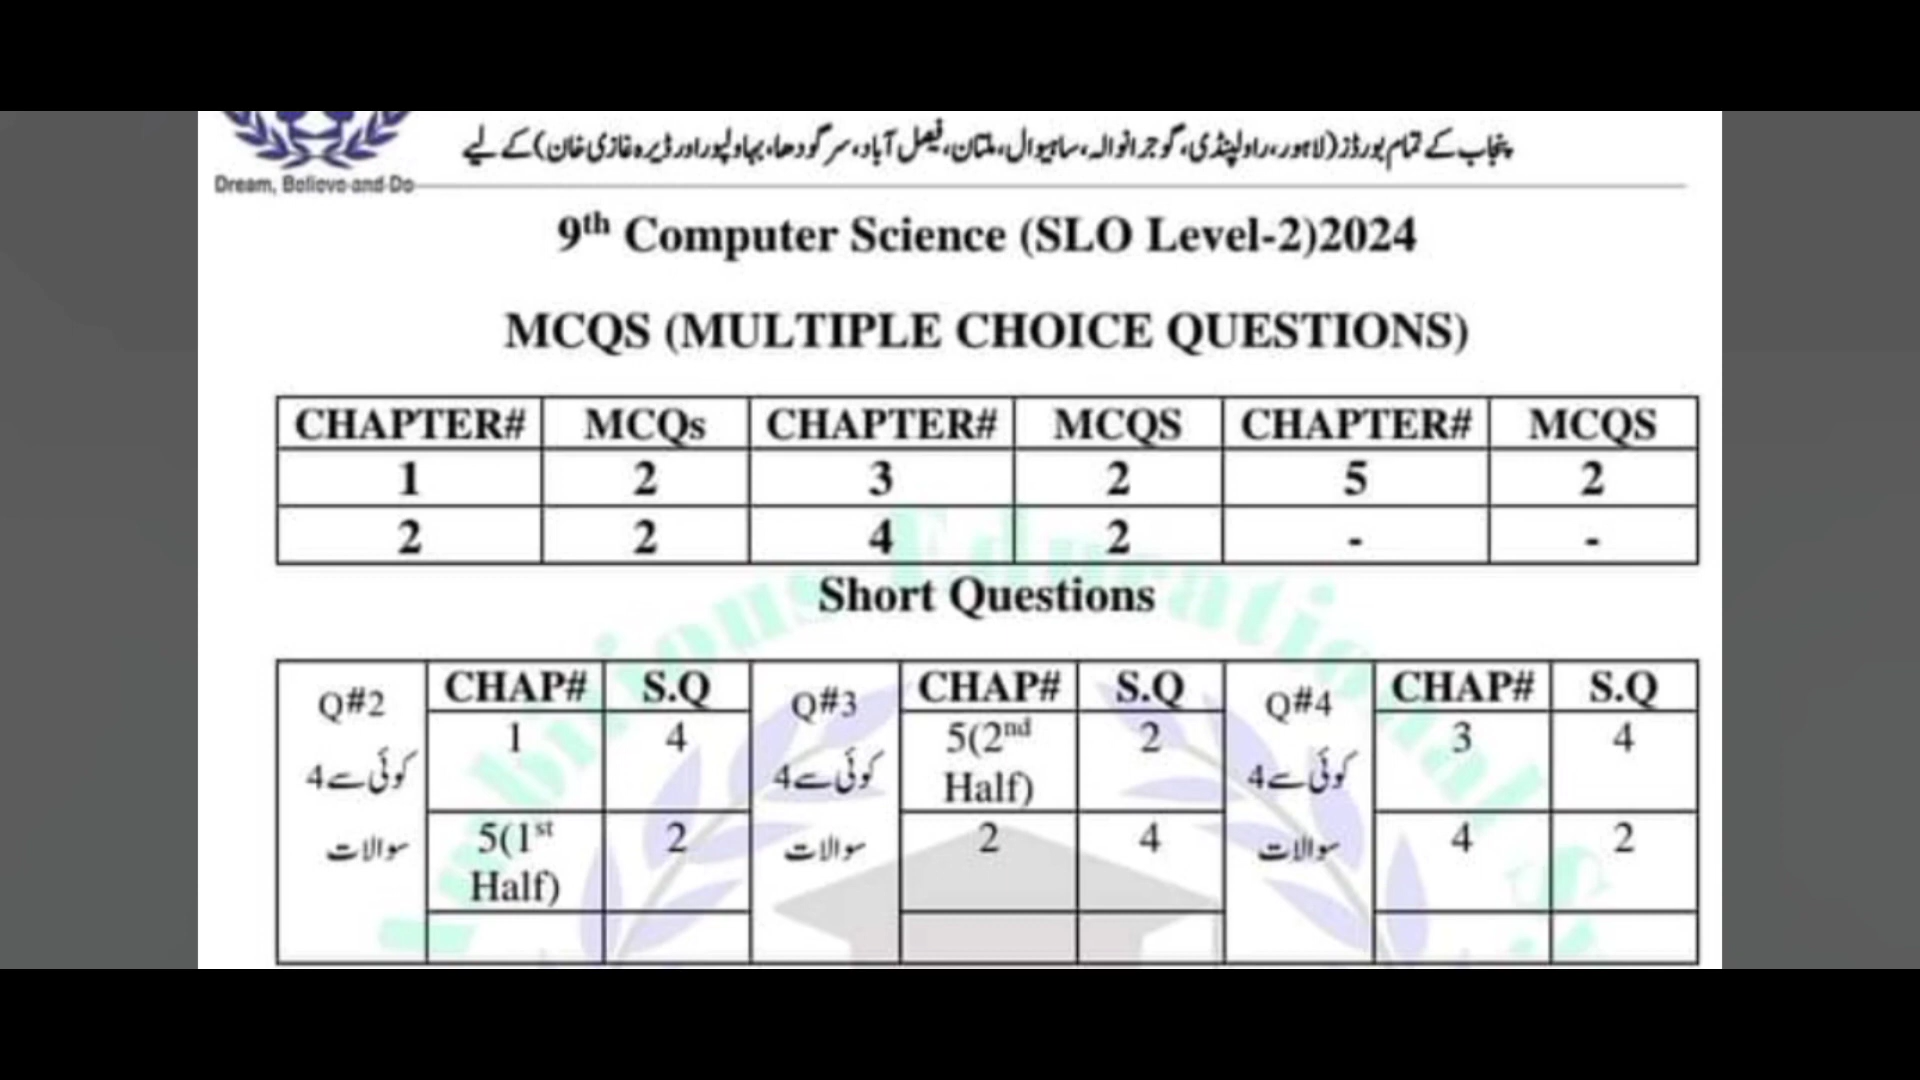 پنجاب کے تمام بورڈز(لاہور،راولپنڈی،گوجرانوالہ،ساہیوال،ملتان،فیصل آباد،سرگودھا،بہاولپوراورڈیرہ غازی خان)کے لیے
Dream, Believe and Do
9th Computer Science (SLO Level-2)2024
MCQS (MULTIPLE CHOICE QUESTIONS)
CHAPTER# MCQs CHAPTER# MCQS CHAPTER# MCQS
1 2 3 2 5 2
2 2 4 2 - -
Short Questions
Q#2 CHAP# S.Q Q#3 CHAP# S.Q Q#4 CHAP# S.Q
کوئی سے 4 1 4 کوئی سے 4 5(2nd 2 کوئی سے 4 3 4
Half)
سوالات 5(1st 2 سوالات 2 4 سوالات 4 2
Half)
Educational